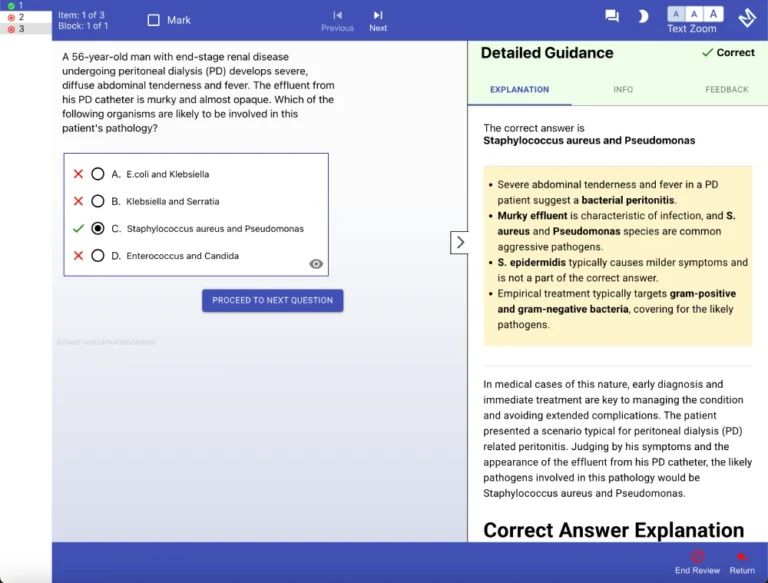 1
2
3
Item: 1 of 3
Block: 1 of 1
Mark
Previous
Next
A A A
Text Zoom
A 56-year-old man with end-stage renal disease
undergoing peritoneal dialysis (PD) develops severe,
diffuse abdominal tenderness and fever. The effluent from
his PD catheter is murky and almost opaque. Which of the
following organisms are likely to be involved in this
patient's pathology?
A. E.coli and Klebsiella
B. Klebsiella and Serratia
C. Staphylococcus aureus and Pseudomonas
D. Enterococcus and Candida
PROCEED TO NEXT QUESTION
Detailed Guidance
Correct
EXPLANATION
INFO
FEEDBACK
The correct answer is
Staphylococcus aureus and Pseudomonas
• Severe abdominal tenderness and fever in a PD
patient suggest a bacterial peritonitis.
• Murky effluent is characteristic of infection, and S.
aureus and Pseudomonas species are common
aggressive pathogens.
• S. epidermidis typically causes milder symptoms and
is not a part of the correct answer.
• Empirical treatment typically targets gram-positive
and gram-negative bacteria, covering for the likely
pathogens.
In medical cases of this nature, early diagnosis and
immediate treatment are key to managing the condition
and avoiding extended complications. The patient
presented a scenario typical for peritoneal dialysis (PD)
related peritonitis. Judging by his symptoms and the
appearance of the effluent from his PD catheter, the likely
pathogens involved in this pathology would be
Staphylococcus aureus and Pseudomonas.
Correct Answer Explanation
End Review
Return